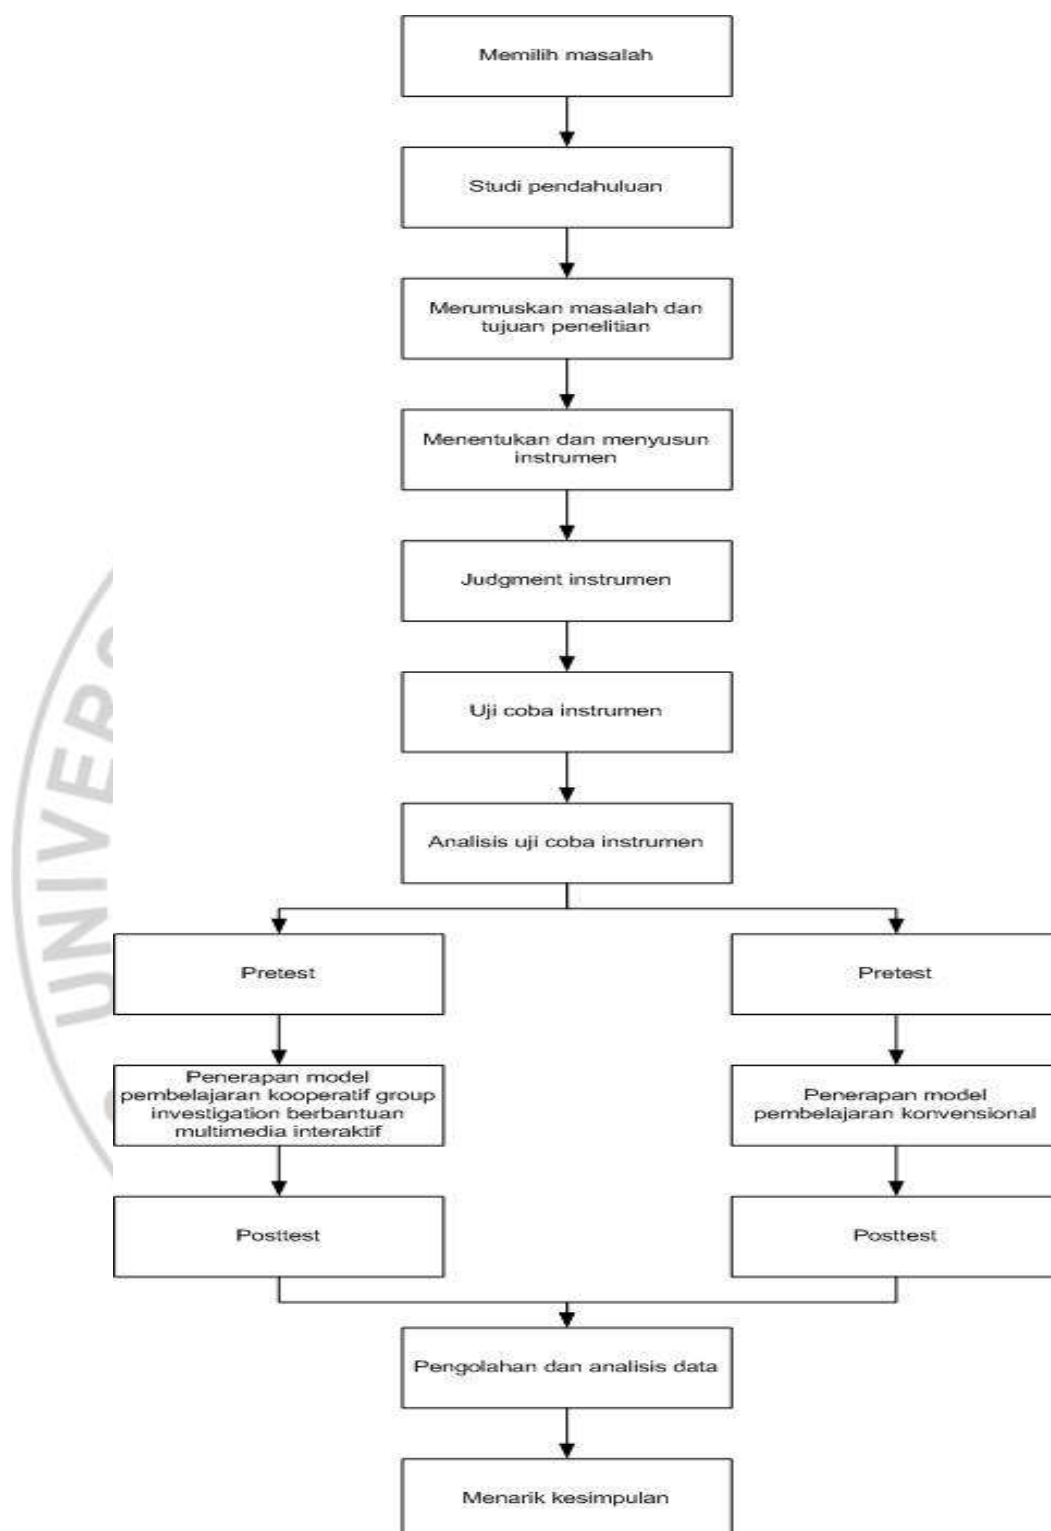 Memilih masalah
Studi pendahuluan
Merumuskan masalah dan
tujuan penelitian
Menentukan dan menyusun
instrumen
Judgment instrumen
Uji coba instrumen
Analisis uji coba instrumen
Pretest
Pretest
Penerapan model
pembelajaran kooperatif group
investigation berbantuan
multimedia interaktif
Penerapan model
pembelajaran konvensional
Posttest
Posttest
Pengolahan dan analisis data
Menarik kesimpulan